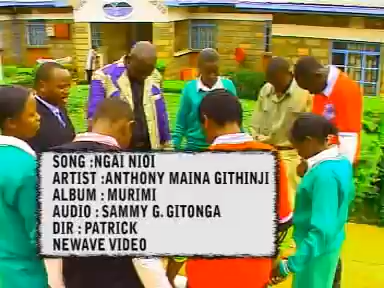 SONG :NGAI NIOI
ARTIST :ANTHONY MAINA GITHINJI
ALBUM : MURIMI
AUDIO : SAMMY G. GITONGA
DIR : PATRICK
NEWAVE VIDEO